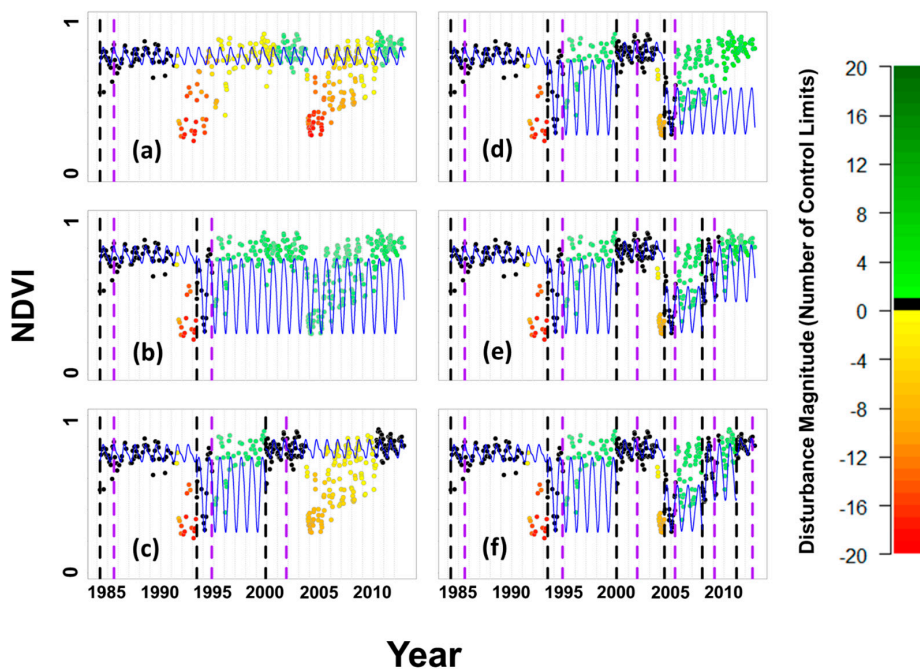 1
(a)
0
(d)
1
(b)
0
(e)
1
(c)
0
(f)
NDVI
1985 1990 1995 2000 2005 2010
1985 1990 1995 2000 2005 2010
Year
Disturbance Magnitude (Number of Control Limits)
20
16
12
8
4
0
-4
-8
-12
-16
-20